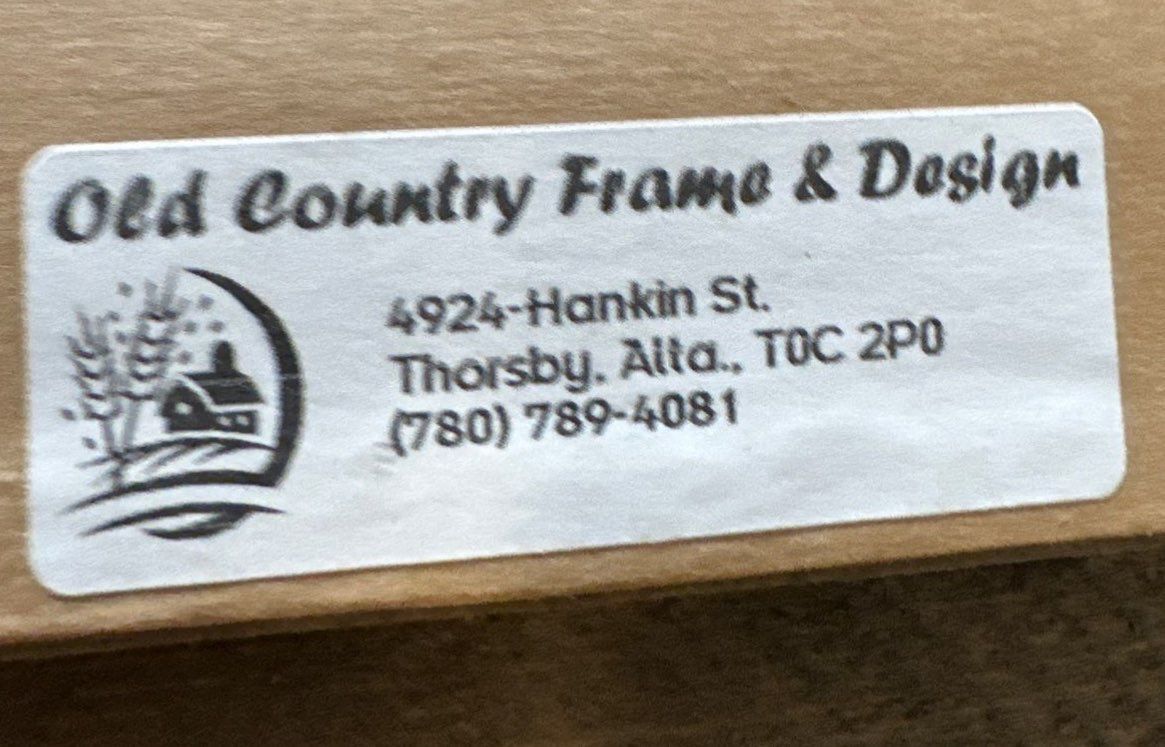 Old Country Frame & Design
4924-Hankin St.
Thorsby, Alta., T0C 2P0
(780) 789-4081